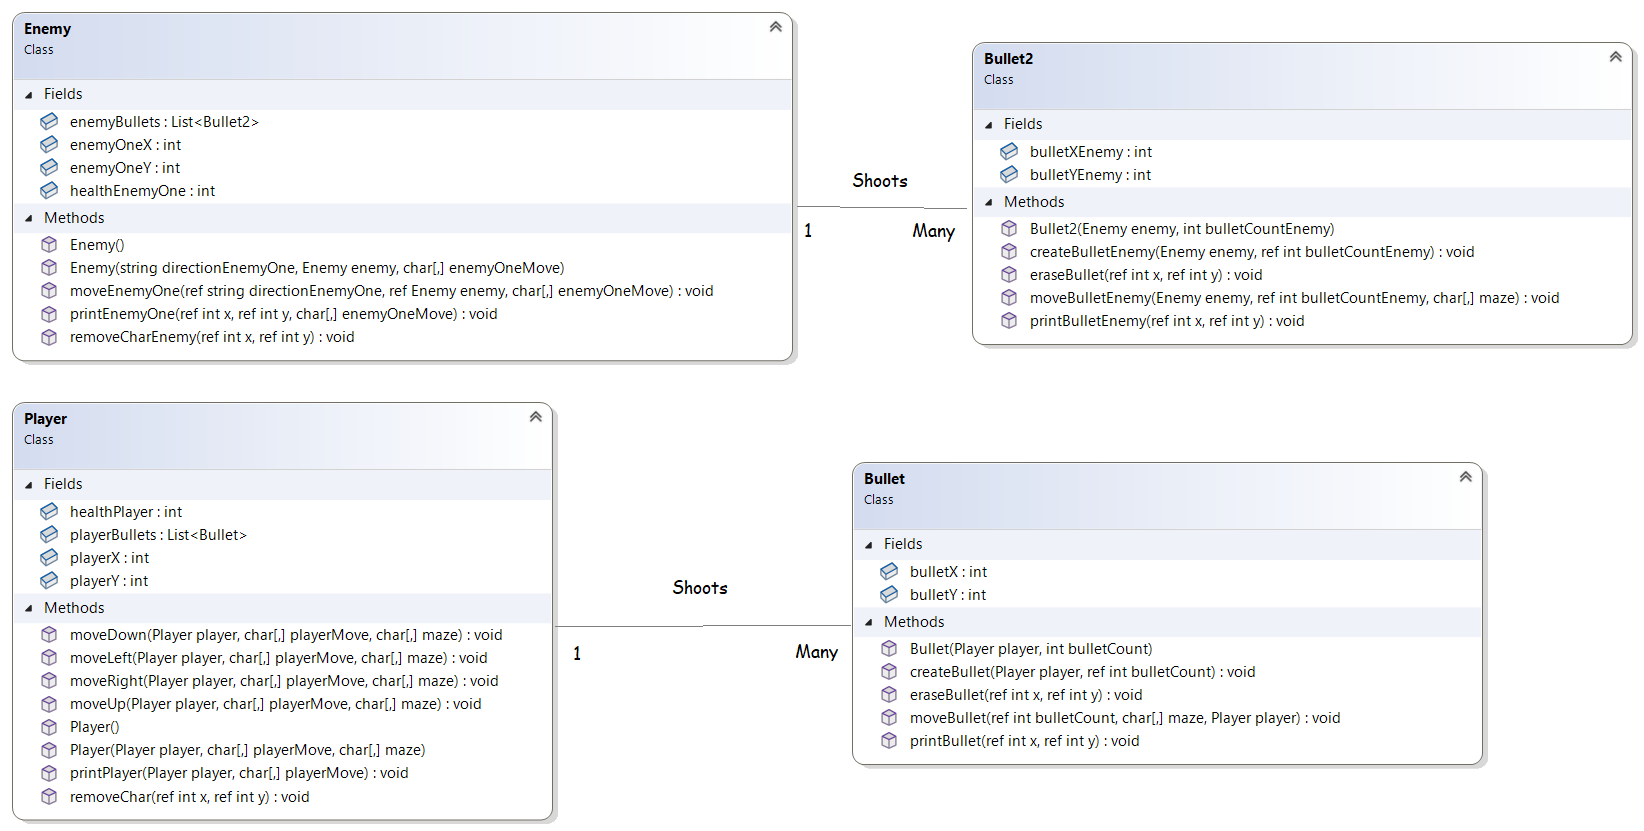 Enemy
Class
Fields
enemyBullets : List<Bullet2>
enemyOneX : int
enemyOneY : int
healthEnemyOne : int
Methods
Enemy()
Enemy(string directionEnemyOne, Enemy enemy, char[,] enemyOneMove)
moveEnemyOne(ref string directionEnemyOne, ref Enemy enemy, char[,] enemyOneMove) : void
printEnemyOne(ref int x, ref int y, char[,] enemyOneMove) : void
removeCharEnemy(ref int x, ref int y) : void
Shoots
1
Many
Bullet2
Class
Fields
bulletXEnemy : int
bulletYEnemy : int
Methods
Bullet2(Enemy enemy, int bulletCountEnemy)
createBulletEnemy(Enemy enemy, ref int bulletCountEnemy) : void
eraseBullet(ref int x, ref int y) : void
moveBulletEnemy(Enemy enemy, ref int bulletCountEnemy, char[,] maze) : void
printBulletEnemy(ref int x, ref int y) : void
Player
Class
Fields
healthPlayer : int
playerBullets : List<Bullet>
playerX : int
playerY : int
Methods
moveDown(Player player, char[,] playerMove, char[,] maze) : void
moveLeft(Player player, char[,] playerMove, char[,] maze) : void
moveRight(Player player, char[,] playerMove, char[,] maze) : void
moveUp(Player player, char[,] playerMove, char[,] maze) : void
Player()
Player(Player player, char[,] playerMove, char[,] maze)
printPlayer(Player player, char[,] playerMove) : void
removeChar(ref int x, ref int y) : void
Shoots
1
Many
Bullet
Class
Fields
bulletX : int
bulletY : int
Methods
Bullet(Player player, int bulletCount)
createBullet(Player player, ref int bulletCount) : void
eraseBullet(ref int x, ref int y) : void
moveBullet(ref int bulletCount, char[,] maze, Player player) : void
printBullet(ref int x, ref int y) : void